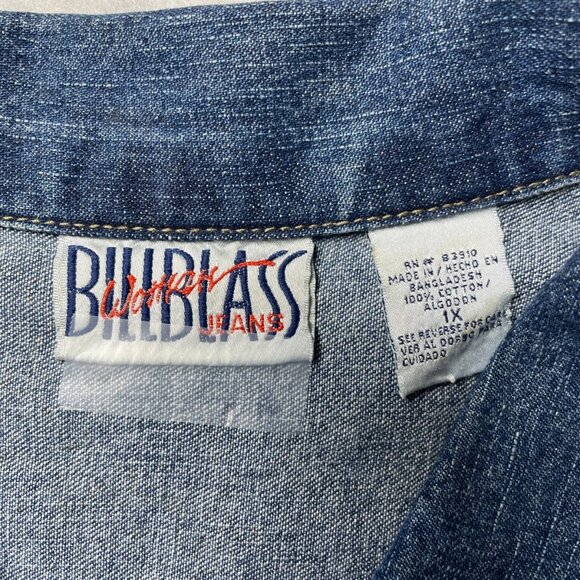 BILLBLASS
Woman
JEANS
RN# 83910
MADE IN/HECHO EN
BANGLADESH
100% COTTON/
ALGODON
1X
SEE REVERSE FOR CARE
VER AL DORSO PARA
CUIDADO